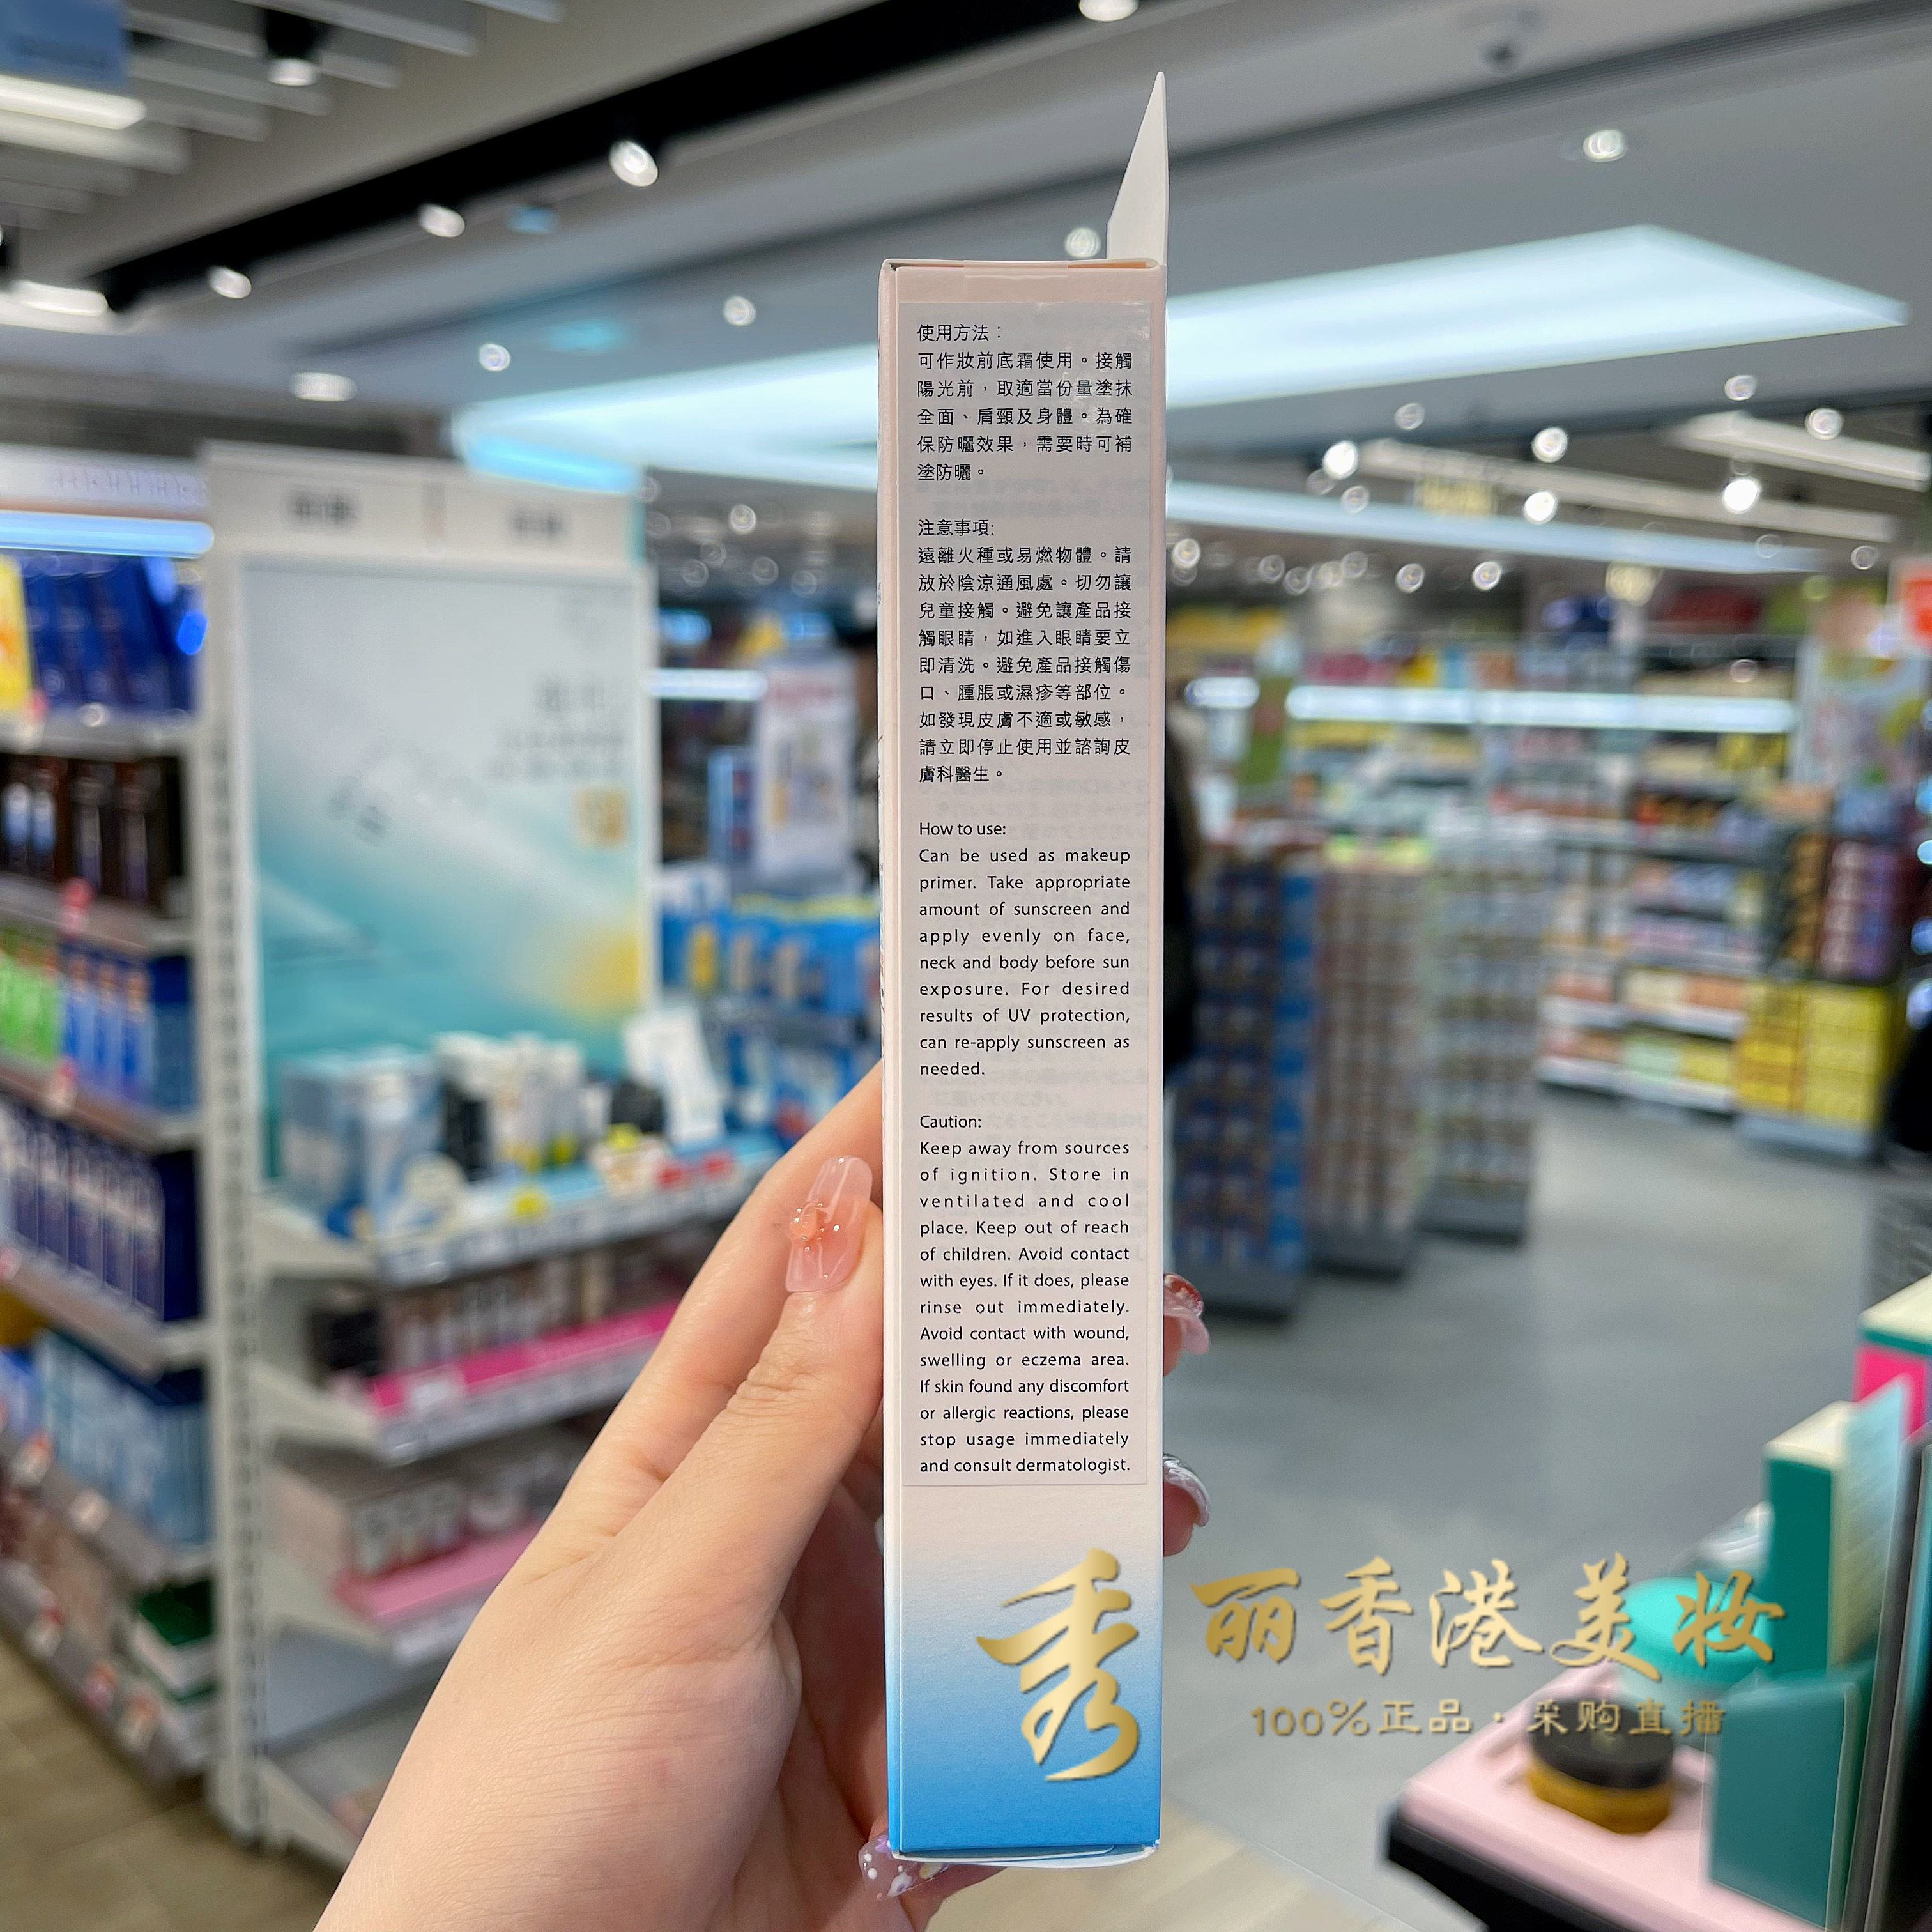 使用方法：
可作妝前底霜使用。接觸
陽光前，取適當份量塗抹
全面、肩頸及身體。為確
保防曬效果，需要時可補
塗防曬。
注意事項:
遠離火種或易燃物體。請
放於陰涼通風處。切勿讓
兒童接觸。避免讓產品接
觸眼睛，如進入眼睛要立
即清洗。避免產品接觸傷
口、腫脹或濕疹等部位。
如發現皮膚不適或敏感，
請立即停止使用並諮詢皮
膚科醫生。
How to use:
Can be used as makeup
primer. Take appropriate
amount of sunscreen and
apply evenly on face,
neck and body before sun
exposure. For desired
results of UV protection,
can re-apply sunscreen as
needed.
Caution:
Keep away from sources
of ignition. Store in
ventilated and cool
place. Keep out of reach
of children. Avoid contact
with eyes. If it does, please
rinse out immediately.
Avoid contact with wound,
swelling or eczema area.
If skin found any discomfort
or allergic reactions, please
stop usage immediately
and consult dermatologist.
秀丽香港美妆
100%正品·采购直播